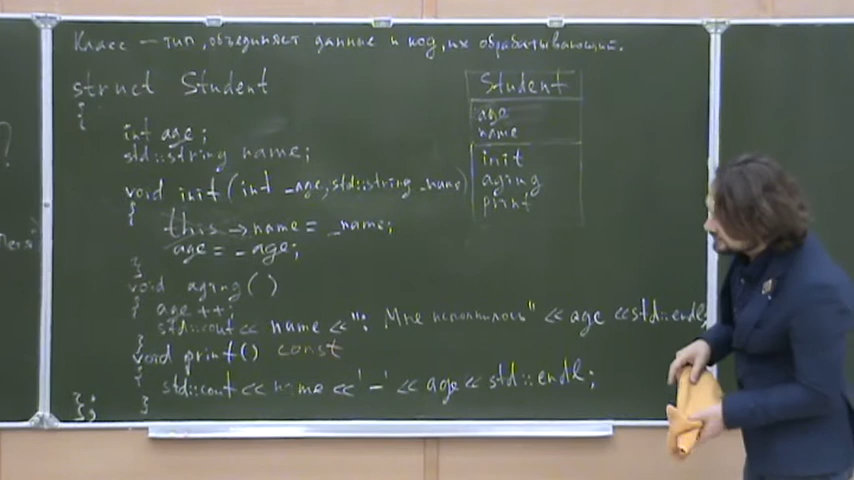 Класс – тип, объединяет данные и код, их обрабатывающий.
struct Student
{
int age;
std::string name;
void init(int _age, std::string _name)
{
this->name = _name;
age = _age;
}
void aging()
{ age++;
std::cout << name << ": Мне исполнилось" << age << std::endl;
}
void print() const
{
std::cout << name << '-' << age << std::endl;
}
};
Student
age
name
init
aging
print
?